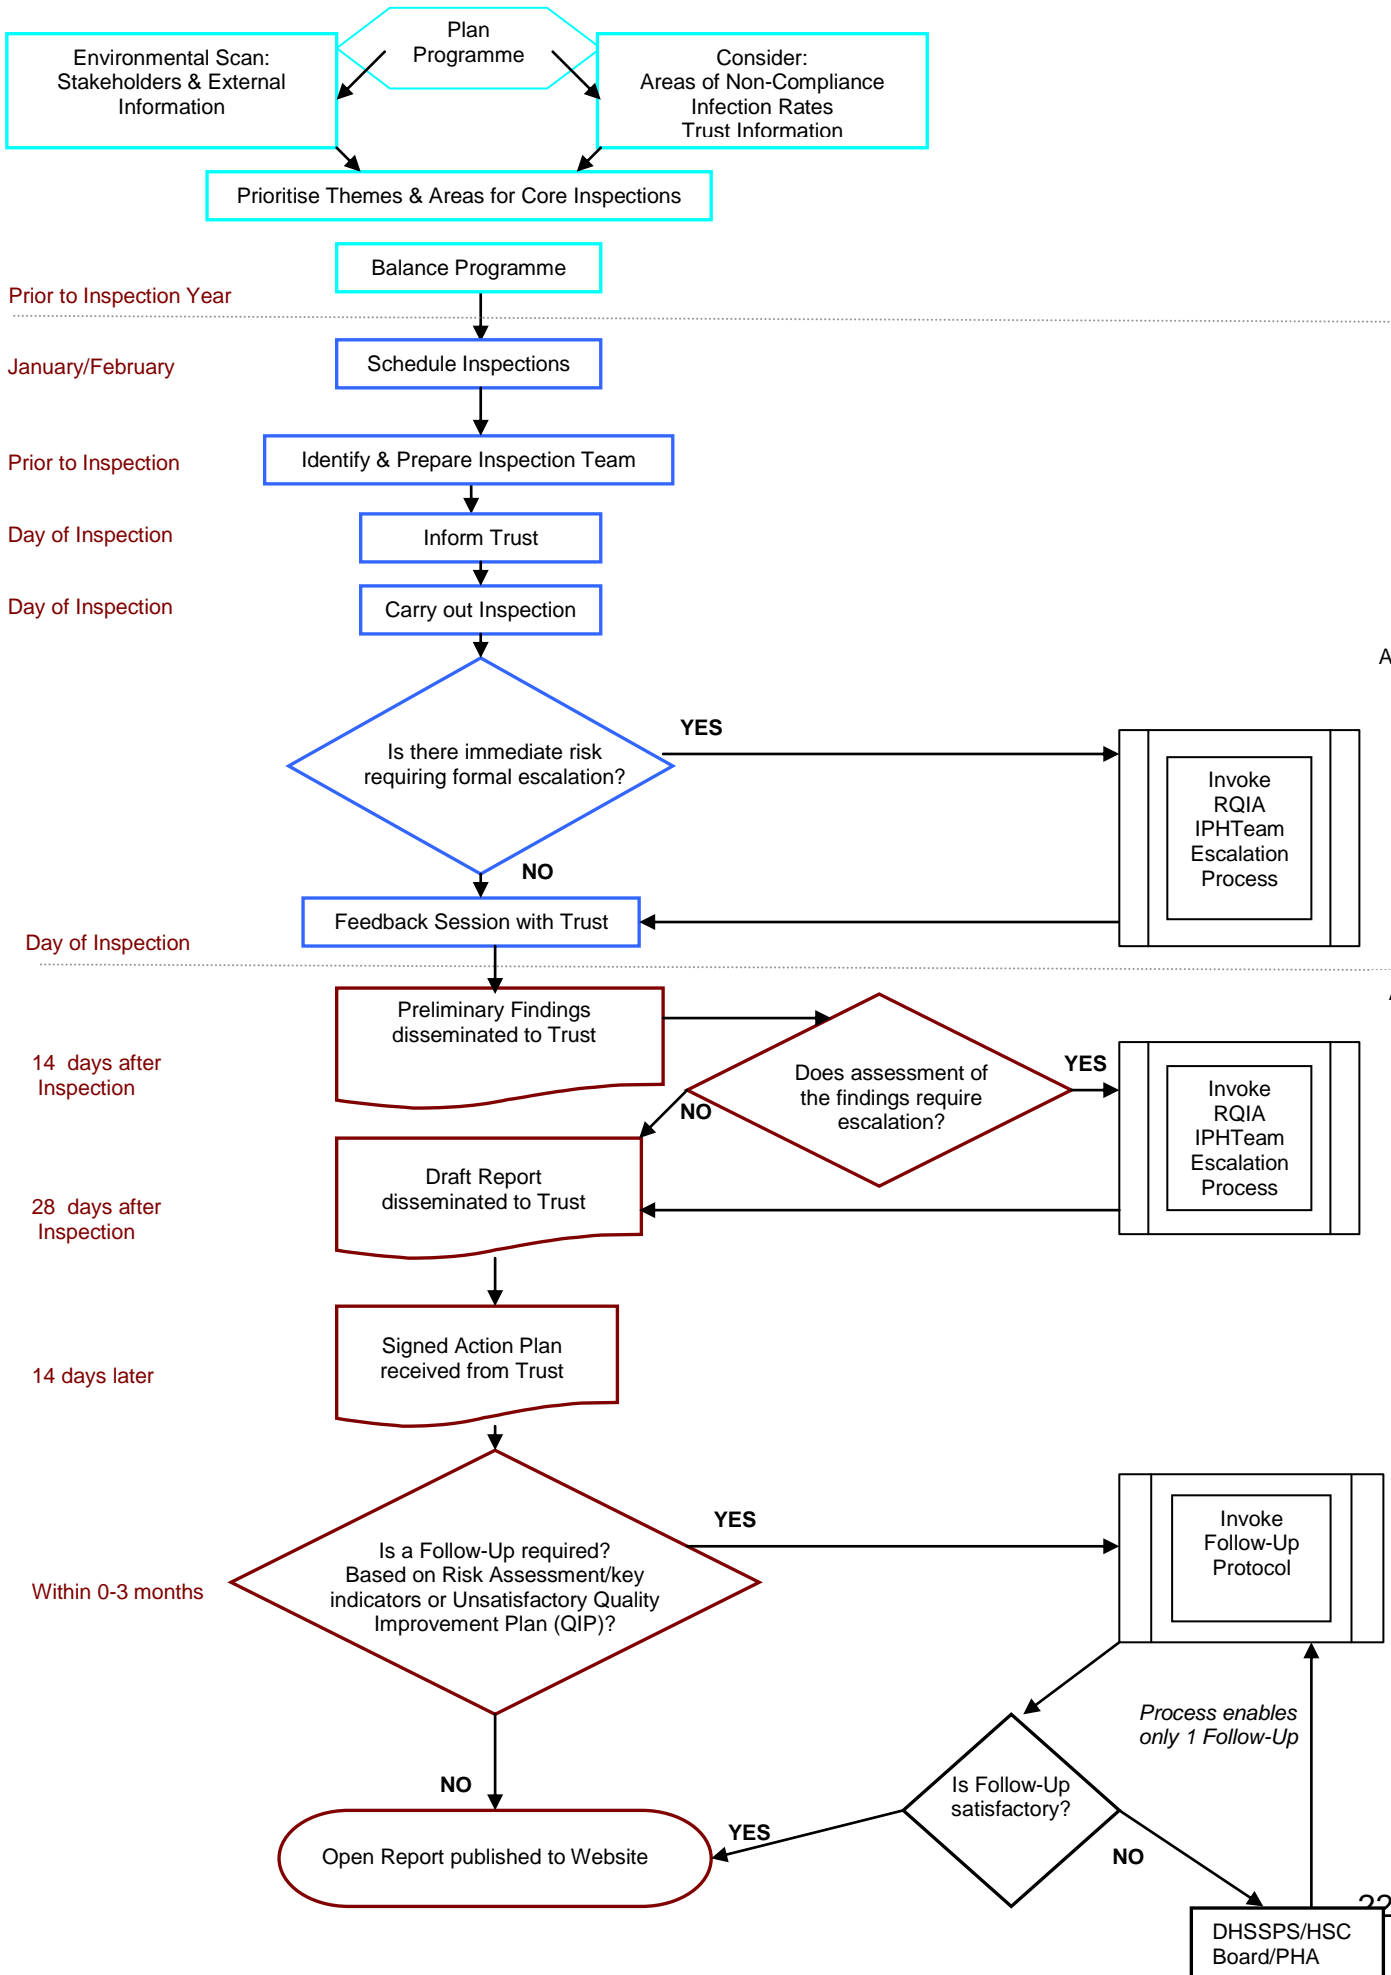 Plan
Programme
Environmental Scan:
Stakeholders & External
Information
Consider:
Areas of Non-Compliance
Infection Rates
Trust Information
Prioritise Themes & Areas for Core Inspections
Balance Programme
Prior to Inspection Year
January/February
Schedule Inspections
Prior to Inspection
Identify & Prepare Inspection Team
Day of Inspection
Inform Trust
Day of Inspection
Carry out Inspection
A
Is there immediate risk
requiring formal escalation?
YES
Invoke
RQIA
IPHTeam
Escalation
Process
NO
Feedback Session with Trust
Day of Inspection
Preliminary Findings
disseminated to Trust
14 days after
Inspection
Does assessment of
the findings require
escalation?
YES
NO
Invoke
RQIA
IPHTeam
Escalation
Process
Draft Report
disseminated to Trust
28 days after
Inspection
Signed Action Plan
received from Trust
14 days later
Is a Follow-Up required?
Based on Risk Assessment/key
indicators or Unsatisfactory Quality
Improvement Plan (QIP)?
Within 0-3 months
YES
Invoke
Follow-Up
Protocol
Process enables
only 1 Follow-Up
NO
Is Follow-Up
satisfactory?
YES
NO
Open Report published to Website
DHSSPS/HSC
Board/PHA